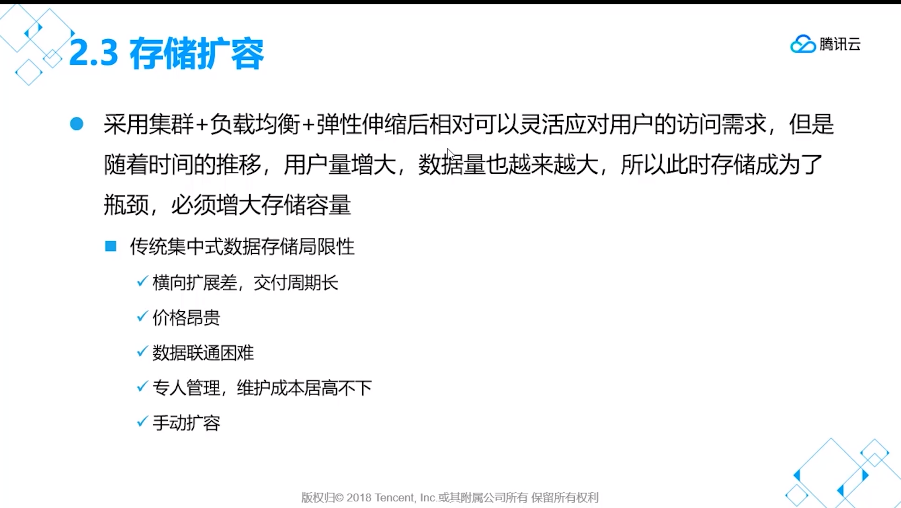 2.3 存储扩容
腾讯云
采用集群+负载均衡+弹性伸缩后相对可以灵活应对用户的访问需求，但是
随着时间的推移，用户量增大，数据量也越来越大，所以此时存储成为了
瓶颈，必须增大存储容量
传统集中式数据存储局限性
横向扩展差，交付周期长
价格昂贵
数据联通困难
专人管理，维护成本居高不下
手动扩容
版权归© 2018 Tencent, Inc.或其附属公司所有 保留所有权利